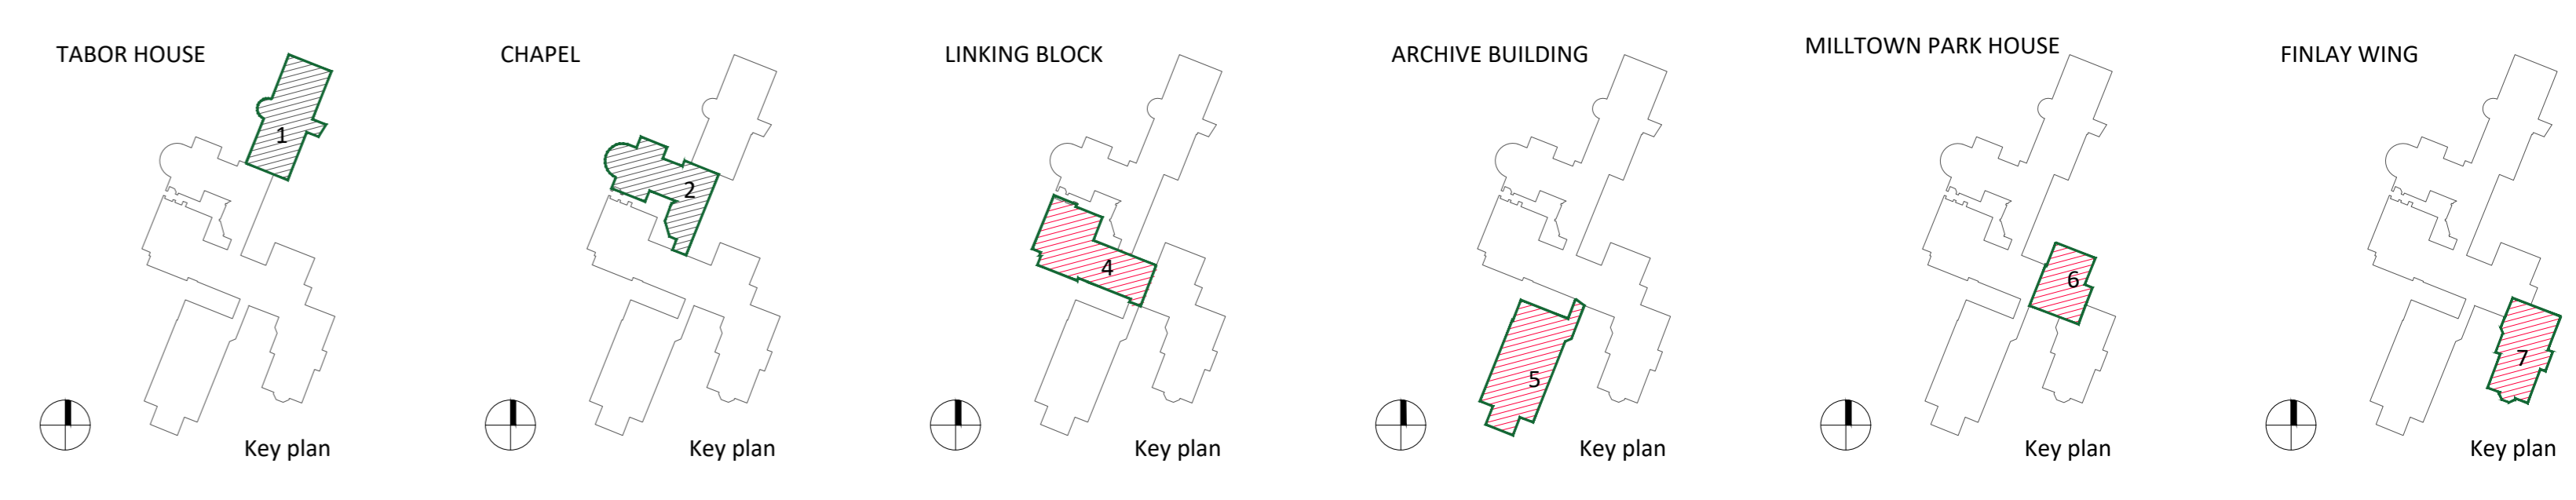 TABOR HOUSE
1
Key plan
CHAPEL
2
Key plan
LINKING BLOCK
4
Key plan
ARCHIVE BUILDING
5
Key plan
MILLTOWN PARK HOUSE
6
Key plan
FINLAY WING
7
Key plan